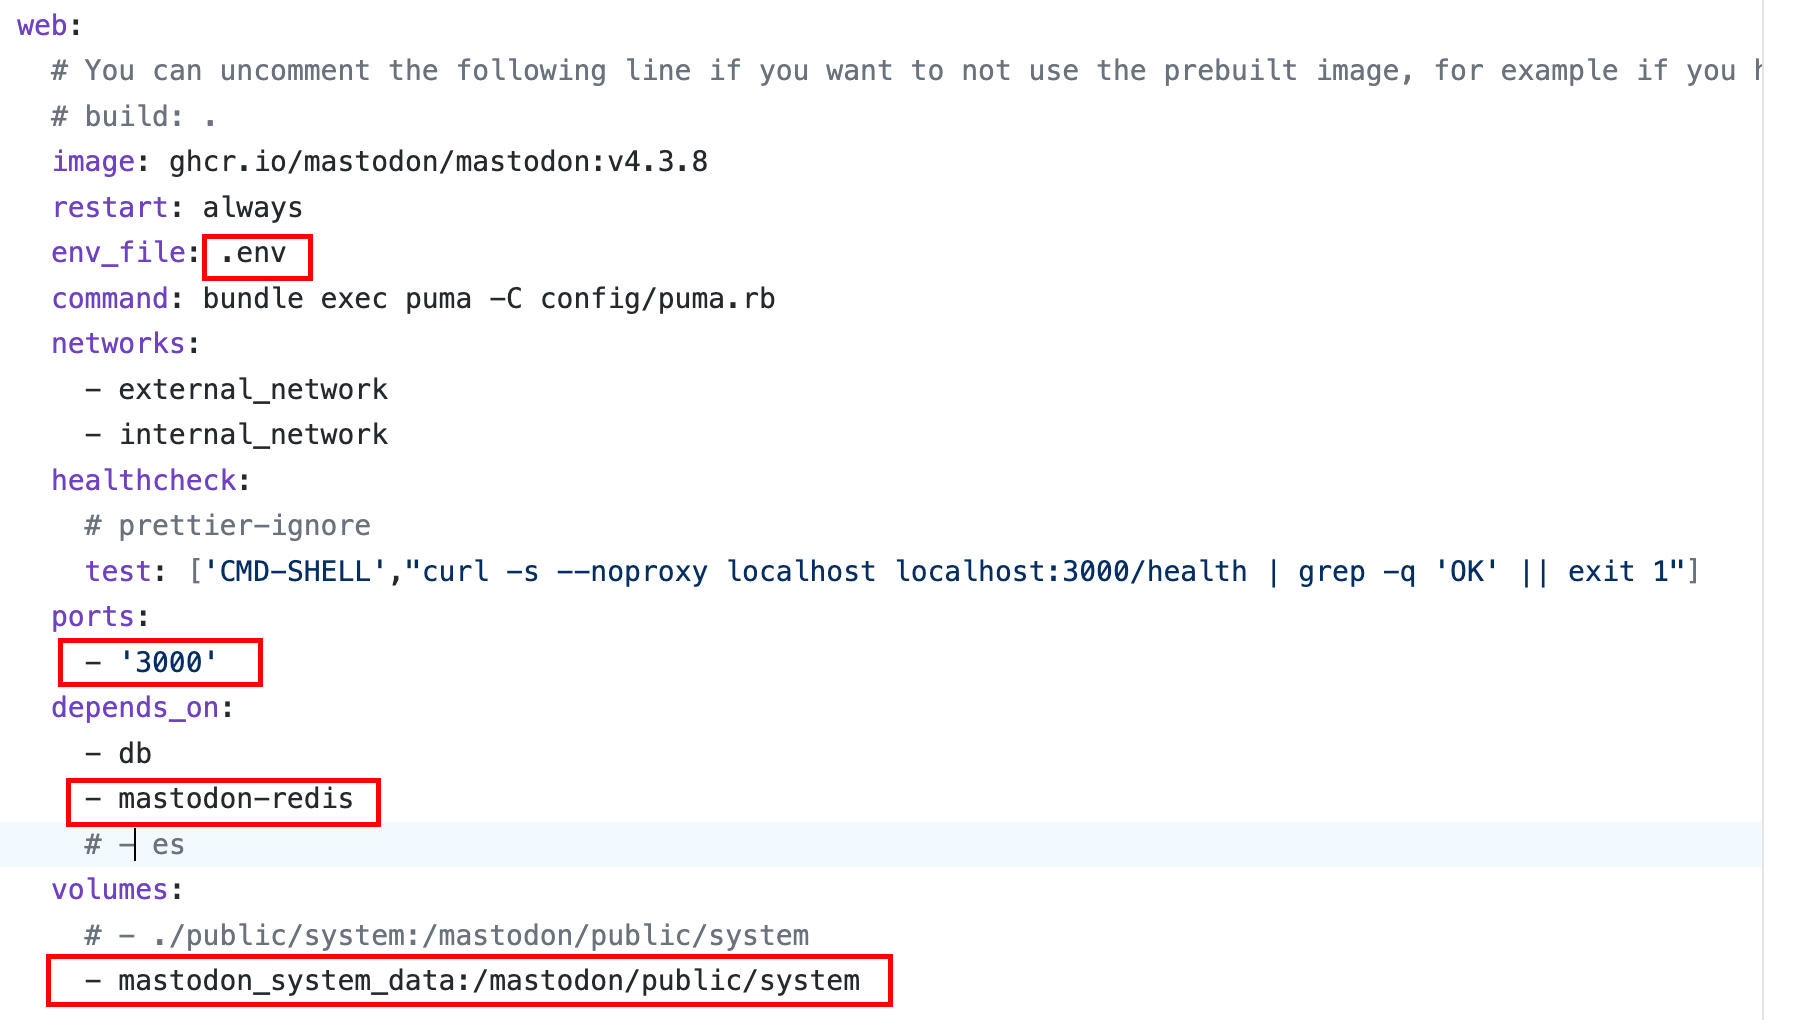 web:
  # You can uncomment the following line if you want to not use the prebuilt image, for example if you
  # build: .
  image: ghcr.io/mastodon/mastodon:v4.3.8
  restart: always
  env_file: .env
  command: bundle exec puma -C config/puma.rb
  networks:
    - external_network
    - internal_network
  healthcheck:
    # prettier-ignore
    test: ['CMD-SHELL',"curl -s --noproxy localhost localhost:3000/health | grep -q 'OK' || exit 1"]
  ports:
    - '3000'
  depends_on:
    - db
    - mastodon-redis
    # - es
  volumes:
    # - ./public/system:/mastodon/public/system
    - mastodon_system_data:/mastodon/public/system